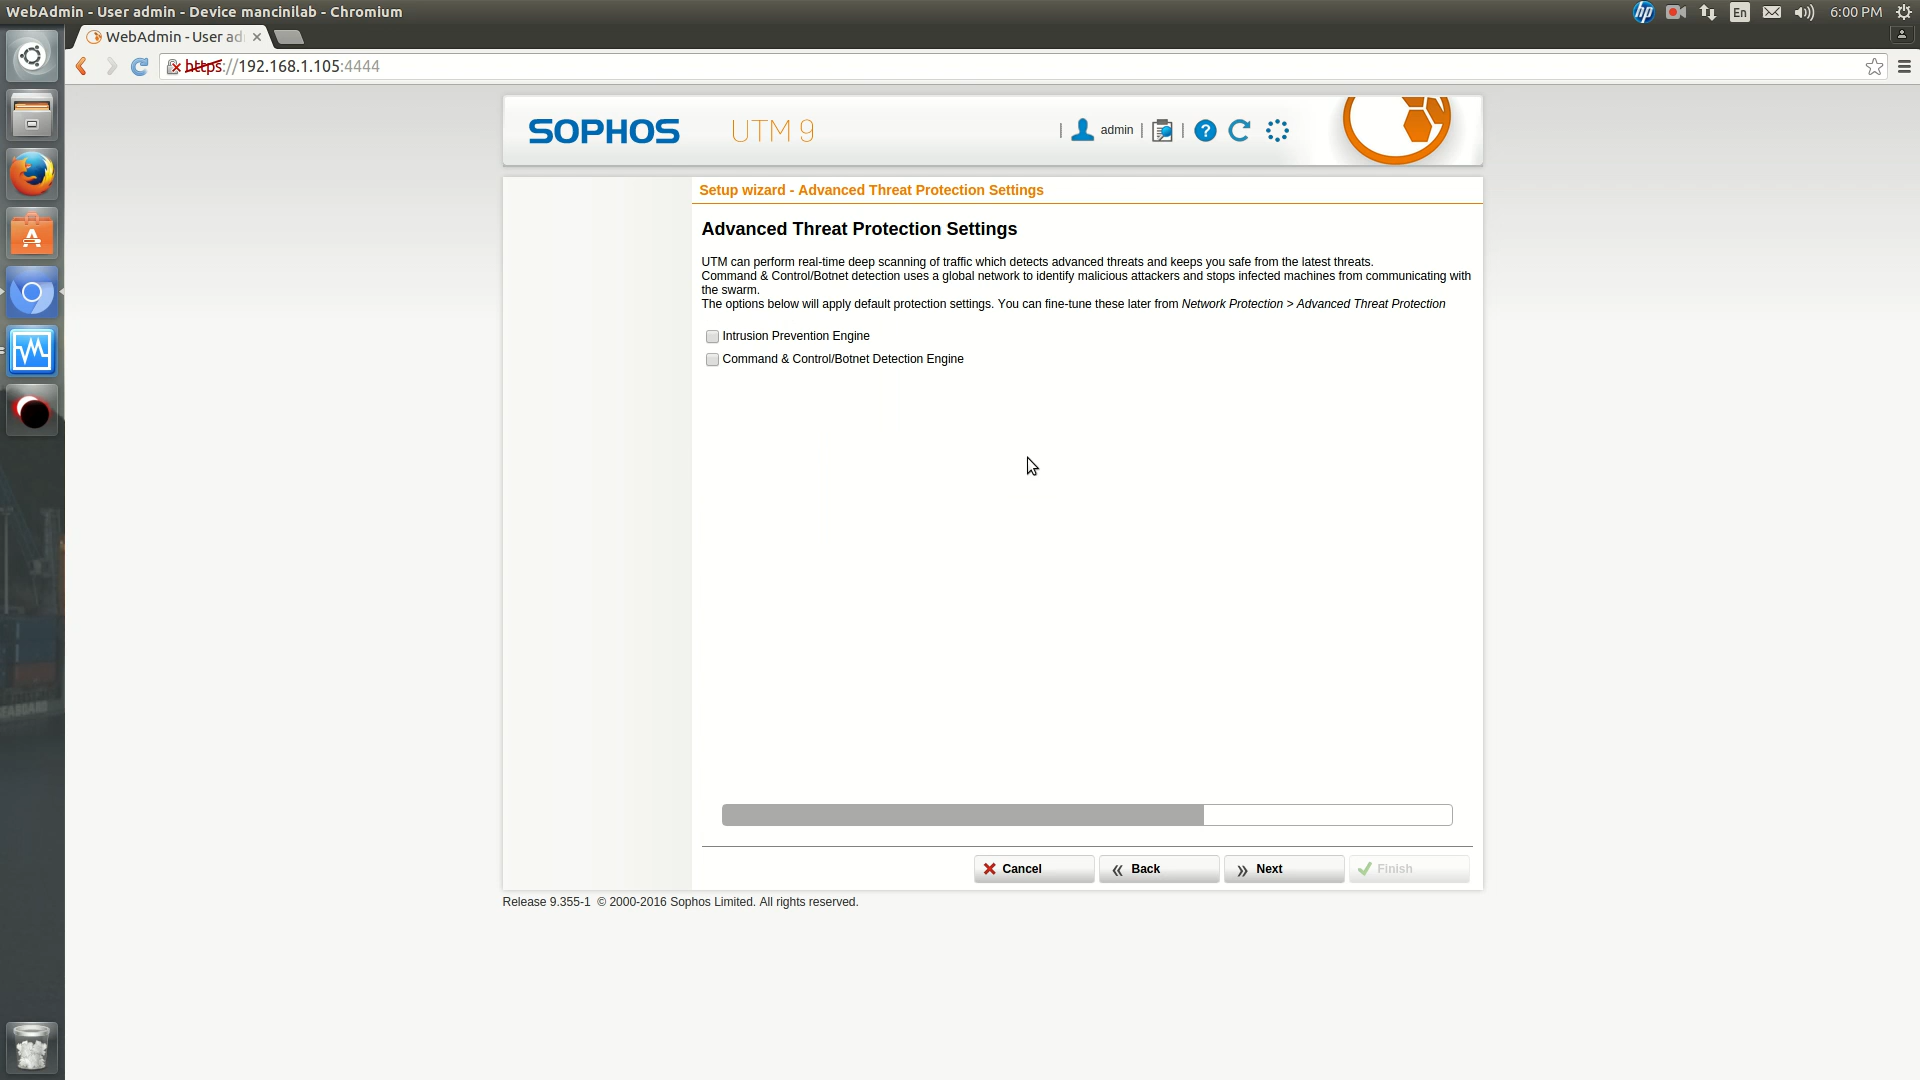 WebAdmin - User admin - Device mancinilab - Chromium
hp
En
6:00 PM
WebAdmin - User ad
https://192.168.1.105:4444
SOPHOS
UTM 9
| admin | |
?
Setup wizard - Advanced Threat Protection Settings
Advanced Threat Protection Settings
UTM can perform real-time deep scanning of traffic which detects advanced threats and keeps you safe from the latest threats.
Command & Control/Botnet detection uses a global network to identify malicious attackers and stops infected machines from communicating with
the swarm.
The options below will apply default protection settings. You can fine-tune these later from Network Protection > Advanced Threat Protection
Intrusion Prevention Engine
Command & Control/Botnet Detection Engine
Cancel
Back
Next
Finish
Release 9.355-1 © 2000-2016 Sophos Limited. All rights reserved.